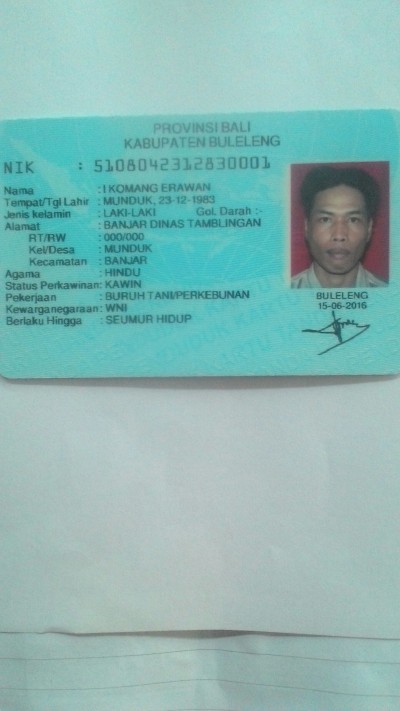 PROVINSI BALI
KABUPATEN BULELENG
NIK : 5108042312830001
Nama : I KOMANG ERAWAN
Tempat/Tgl Lahir : MUNDUK, 23-12-1983
Jenis kelamin : LAKI-LAKI Gol. Darah :-
Alamat : BANJAR DINAS TAMBLINGAN
RT/RW : 000/000
Kel/Desa : MUNDUK
Kecamatan : BANJAR
Agama : HINDU
Status Perkawinan: KAWIN
Pekerjaan : BURUH TANI/PERKEBUNAN
Kewarganegaraan: WNI
Berlaku Hingga : SEUMUR HIDUP
BULELENG
15-06-2016